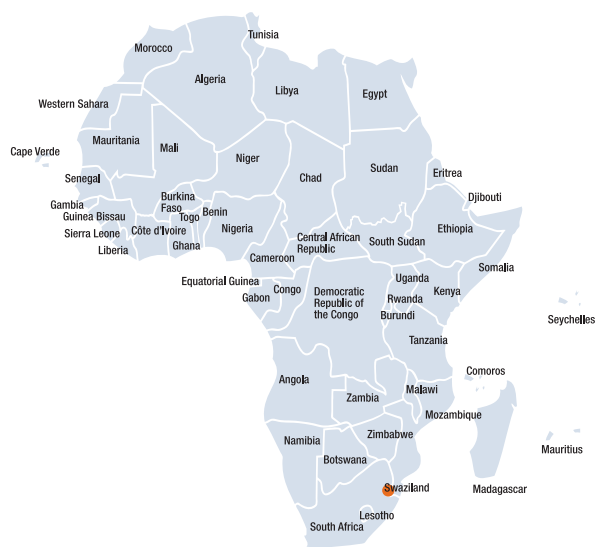 Tunisia
Morocco
Algeria
Libya
Egypt
Western Sahara
Mauritania
Mali
Cape Verde
Niger
Chad
Sudan
Eritrea
Senegal
Djibouti
Burkina
Faso
Gambia
Benin
Guinea Bissau
Togo
Sierra Leone
Côte d'Ivoire
Nigeria
Ethiopia
Ghana
Liberia
Central African
Republic
South Sudan
Cameroon
Somalia
Equatorial Guinea
Uganda
Congo
Democratic
Republic of
the Congo
Kenya
Gabon
Rwanda
Burundi
Seychelles
Tanzania
Comoros
Angola
Malawi
Zambia
Mozambique
Zimbabwe
Namibia
Mauritius
Botswana
Swaziland
Madagascar
Lesotho
South Africa